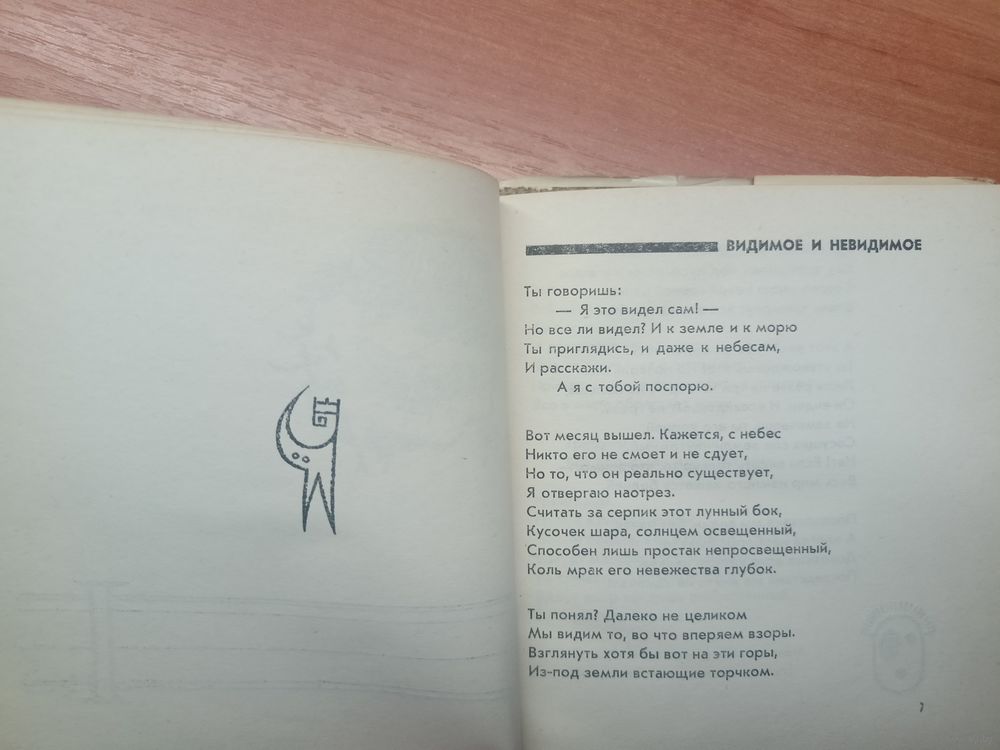 ВИДИМОЕ И НЕВИДИМОЕ
Ты говоришь:
— Я это видел сам! —
Но все ли видел? И к земле и к морю
Ты приглядись, и даже к небесам,
И расскажи.
А я с тобой поспорю.
Вот месяц вышел. Кажется, с небес
Никто его не смоет и не сдует,
Но то, что он реально существует,
Я отвергаю наотрез.
Считать за серпик этот лунный бок,
Кусочек шара, солнцем освещенный,
Способен лишь простак непросвещенный,
Коль мрак его невежества глубок.
Ты понял? Далеко не целиком
Мы видим то, во что вперяем взоры.
Взглянуть хотя бы вот на эти горы,
Из-под земли встающие торчком.
7